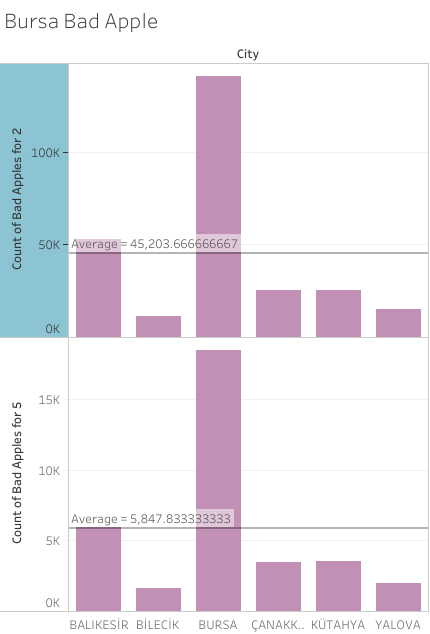 Bursa Bad Apple
City
Count of Bad Apples for 2
100K
50K
Average = 45,203.666666667
0K
Count of Bad Apples for 5
15K
10K
Average = 5,847.833333333
5K
0K
BALIKESİR BİLECİK BURSA ÇANAKK.. KÜTAHYA YALOVA